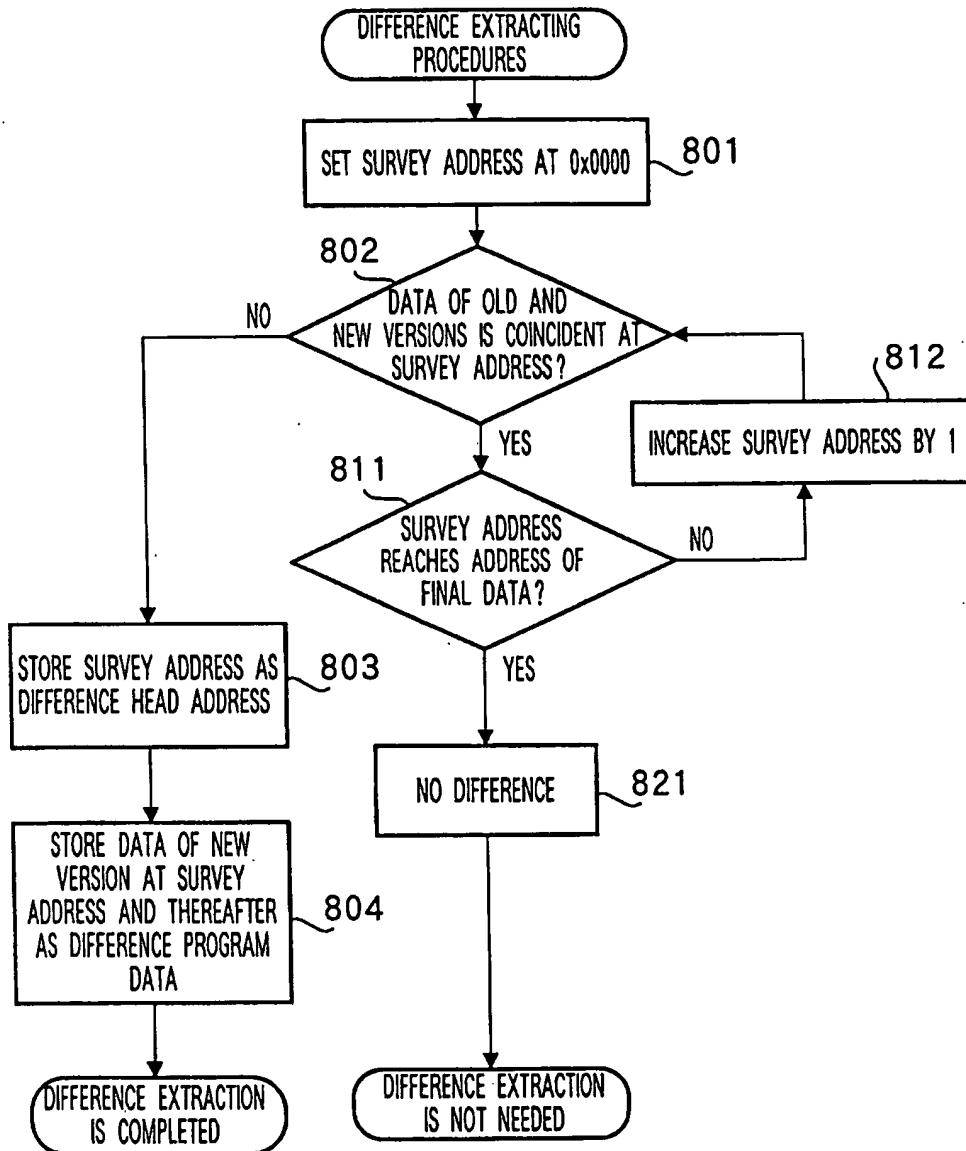 DIFFERENCE EXTRACTING
PROCEDURES
SET SURVEY ADDRESS AT 0x0000
801
802
DATA OF OLD AND
NEW VERSIONS IS COINCIDENT AT
SURVEY ADDRESS?
NO
YES
812
INCREASE SURVEY ADDRESS BY 1
811
SURVEY ADDRESS
REACHES ADDRESS OF
FINAL DATA?
NO
YES
STORE SURVEY ADDRESS AS
DIFFERENCE HEAD ADDRESS
803
NO DIFFERENCE
821
STORE DATA OF NEW
VERSION AT SURVEY
ADDRESS AND THEREAFTER
AS DIFFERENCE PROGRAM
DATA
804
DIFFERENCE EXTRACTION
IS COMPLETED
DIFFERENCE EXTRACTION
IS NOT NEEDED